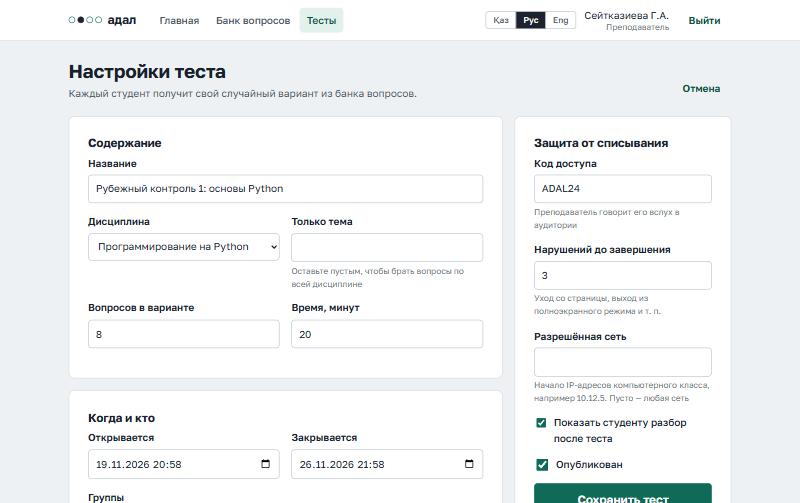 адал
Главная
Банк вопросов
Тесты
Қаз
Рус
Eng
Сейтказиева Г.А.
Преподаватель
Выйти
Настройки теста
Каждый студент получит свой случайный вариант из банка вопросов.
Отмена
Содержание
Название
Рубежный контроль 1: основы Python
Дисциплина
Только тема
Программирование на Python
Оставьте пустым, чтобы брать вопросы по
всей дисциплине
Вопросов в варианте
Время, минут
8
20
Когда и кто
Открывается
Закрывается
19.11.2026 20:58
26.11.2026 21:58
Группы
Защита от списывания
Код доступа
ADAL24
Преподаватель говорит его вслух в
аудитории
Нарушений до завершения
3
Уход со страницы, выход из
полноэкранного режима и т. п.
Разрешённая сеть
Начало IP-адресов компьютерного класса,
например 10.12.5. Пусто — любая сеть
Показать студенту разбор
после теста
Опубликован
Сохранить тест